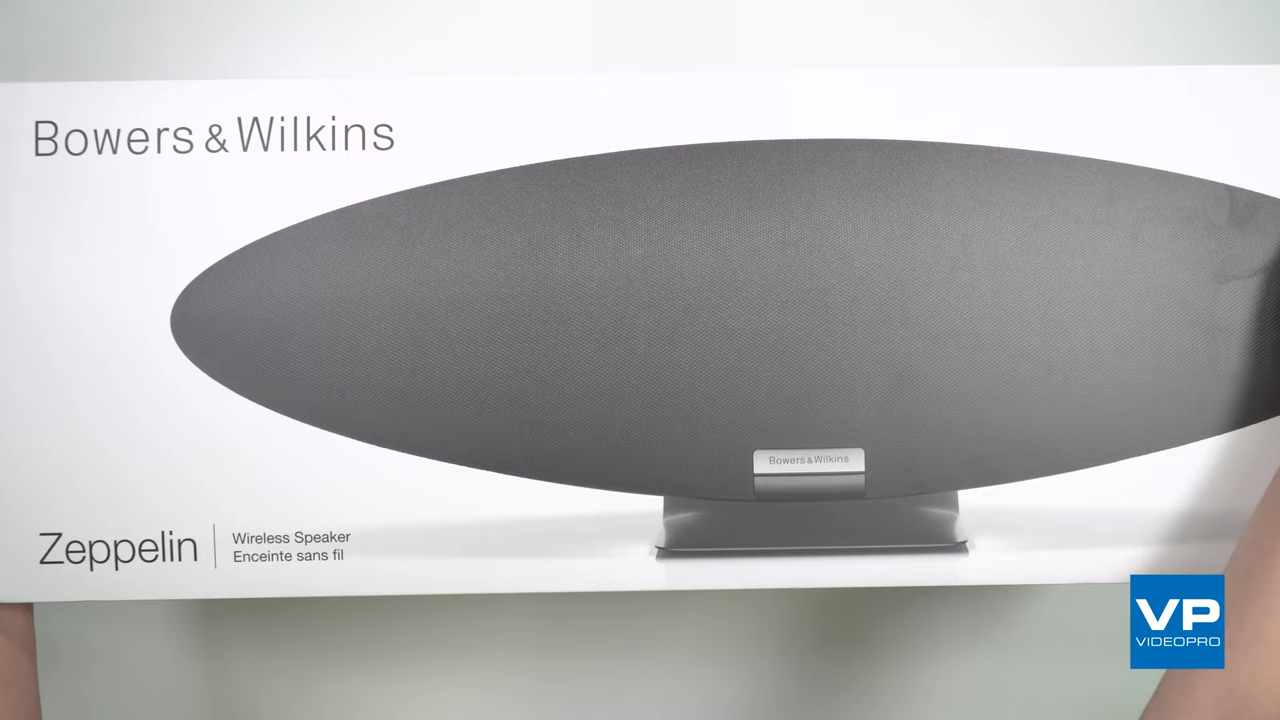 Bowers & Wilkins
Bowers & Wilkins
Zeppelin
Wireless Speaker
Enceinte sans fil
VP
VIDEOPRO